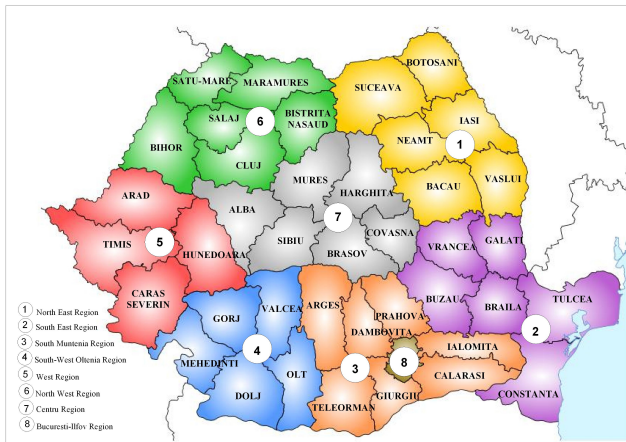 BOTOSANI
SATU-MARE
MARAMURES
SUCEAVA
SALAJ
6
BISTRITA
NASAUD
IASI
NEAMT
1
BIHOR
CLUJ
MURES
HARGHITA
BACAU
VASLUI
ARAD
ALBA
7
TIMIS
5
HUNEDOARA
SIBIU
BRASOV
COVASNA
VRANCEA
GALATI
CARAS
SEVERIN
GORJ
VALCEA
ARGES
PRAHOVA
DAMBOVITA
BUZAU
BRAILA
TULCEA
2
MEHEDINTI
4
OLT
DOLJ
3
8
IALOMITA
CALARASI
TELEORMAN
GIURGIU
CONSTANTA
1 North East Region
2 South East Region
3 South Muntenia Region
4 South-West Oltenia Region
5 West Region
6 North West Region
7 Centru Region
8 Bucuresti-Ilfov Region